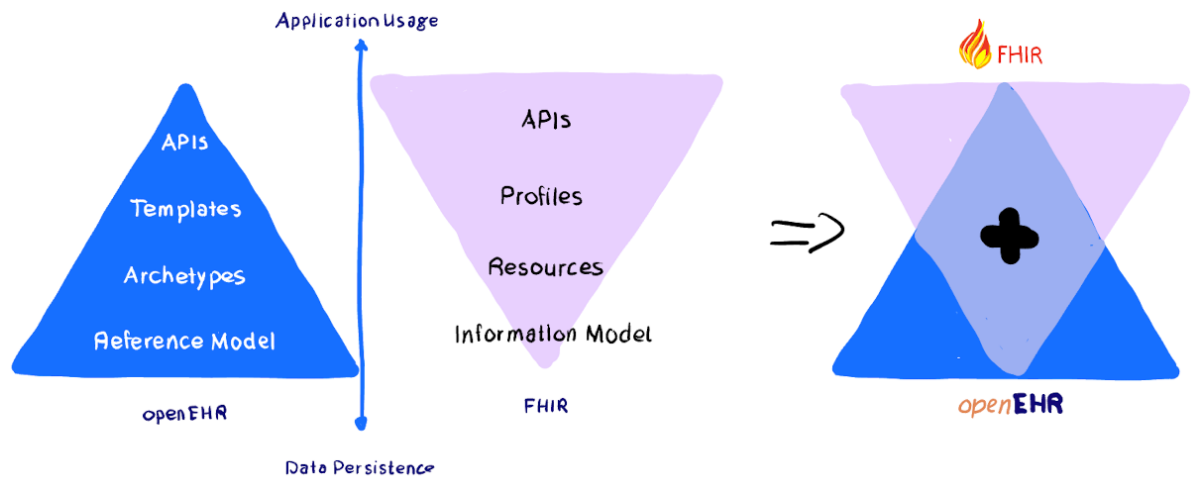 Application Usage
APIs
Templates
Archetypes
Reference Model
openEHR
APIs
Profiles
Resources
Information Model
FHIR
Data Persistence
FHIR
openEHR